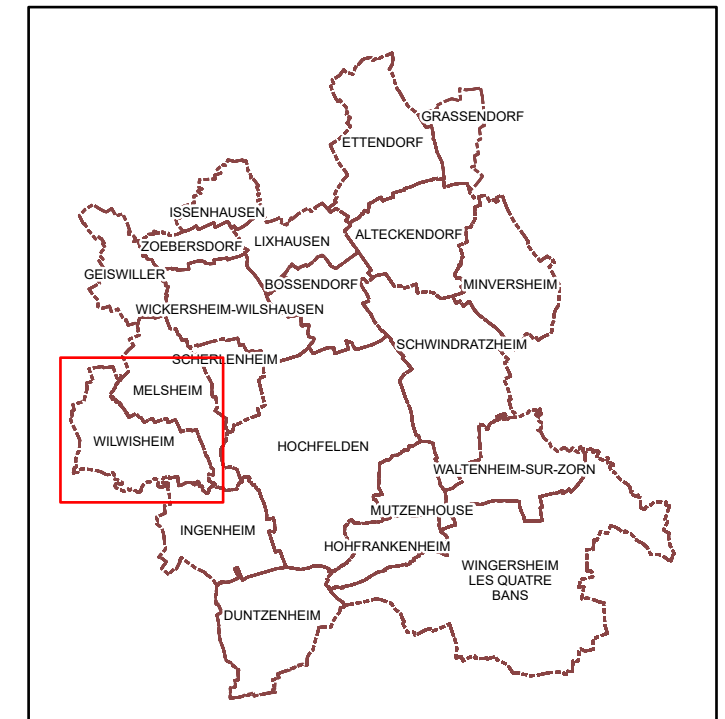 GRASSENDORF
ETTENDORF
ISSENHAUSEN
ALTECKENDORF
ZOEBERSDORF
LIXHAUSEN
GEISWILLER
BOSSENDORF
MINVERSHEIM
WICKERSHEIM-WILSHAUSEN
SCHWINDRATZHEIM
SCHERLENHEIM
MELSHEIM
WILWISHEIM
HOCHFELDEN
WALTENHEIM-SUR-ZORN
MUTZENHOUSE
INGENHEIM
HOHFRANKENHEIM
WINGERSHEIM
LES QUATRE
BANS
DUNTZENHEIM